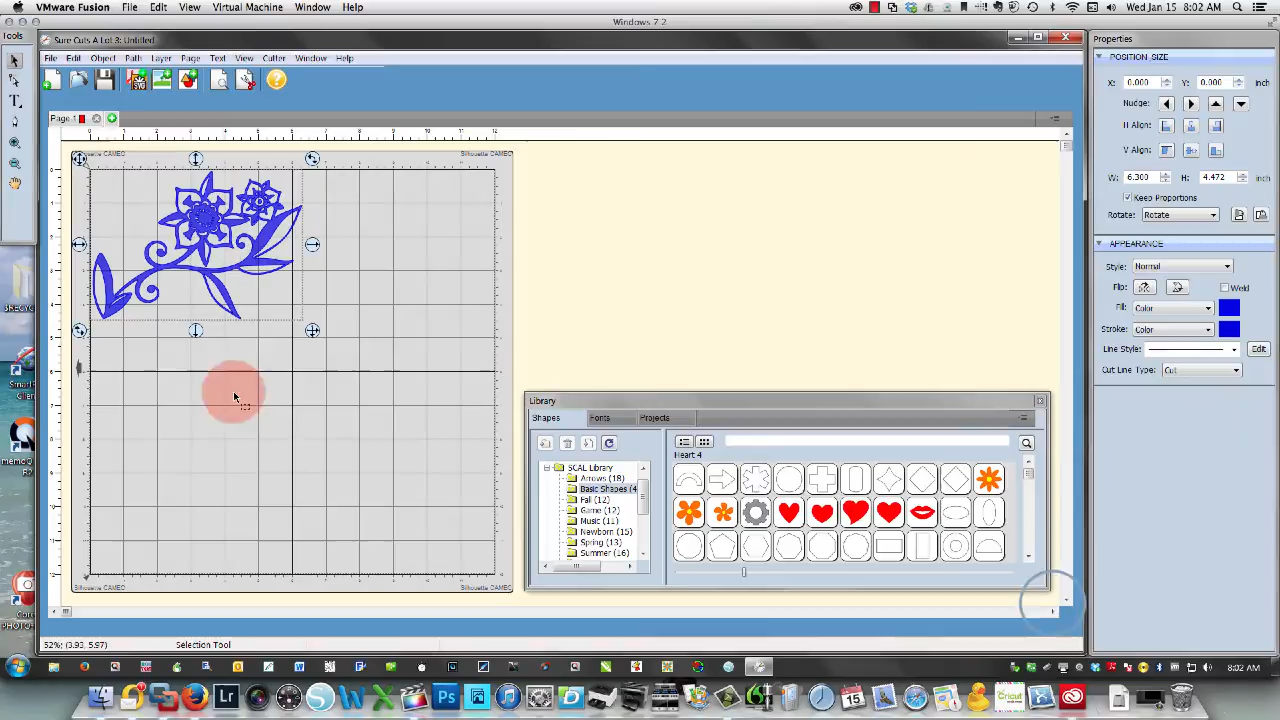 VMware Fusion File Edit View Virtual Machine Window Help Wed Jan 15 8:02 AM
Windows 7 2
Tools
Sure Cuts A Lot 3: Untitled
File Edit Object Path Layer Page Text View Cutter Window Help
Page 1
Silhouette CAMEO
Silhouette CAMEO
Silhouette CAMEO
52%; (3.93, 5.97) Selection Tool
Library
Shapes Fonts Projects
Heart 4
SCAL Library
Arrows (18)
Basic Shapes (4
Fall (12)
Game (12)
Music (11)
Newborn (15)
Spring (13)
Summer (16)
Properties
POSITION_SIZE
X: 0.000 Y: 0.000 inch
Nudge:
H Align:
V Align:
W: 6.300 H: 4.472 inch
Keep Proportions
Rotate: Rotate
APPEARANCE
Style: Normal
Flip: Weld
Fill: Color
Stroke: Color
Line Style: Edit
Cut Line Type: Cut
8:02 AM